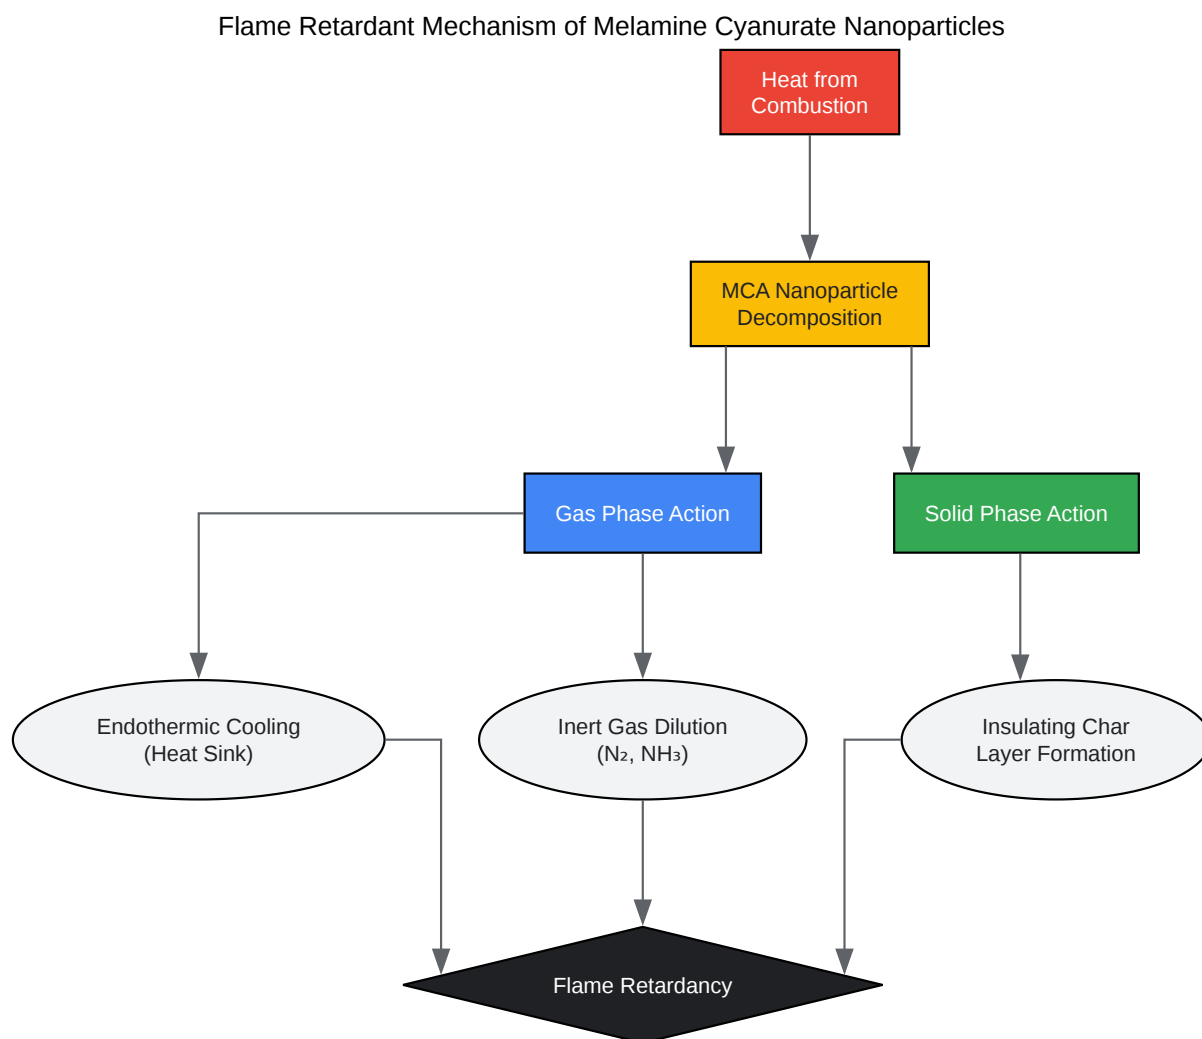 Flame Retardant Mechanism of Melamine Cyanurate Nanoparticles
Heat from
Combustion
MCA Nanoparticle
Decomposition
Gas Phase Action
Solid Phase Action
Endothermic Cooling
(Heat Sink)
Inert Gas Dilution
(N₂, NH₃)
Insulating Char
Layer Formation
Flame Retardancy